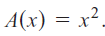 A(x) = x².